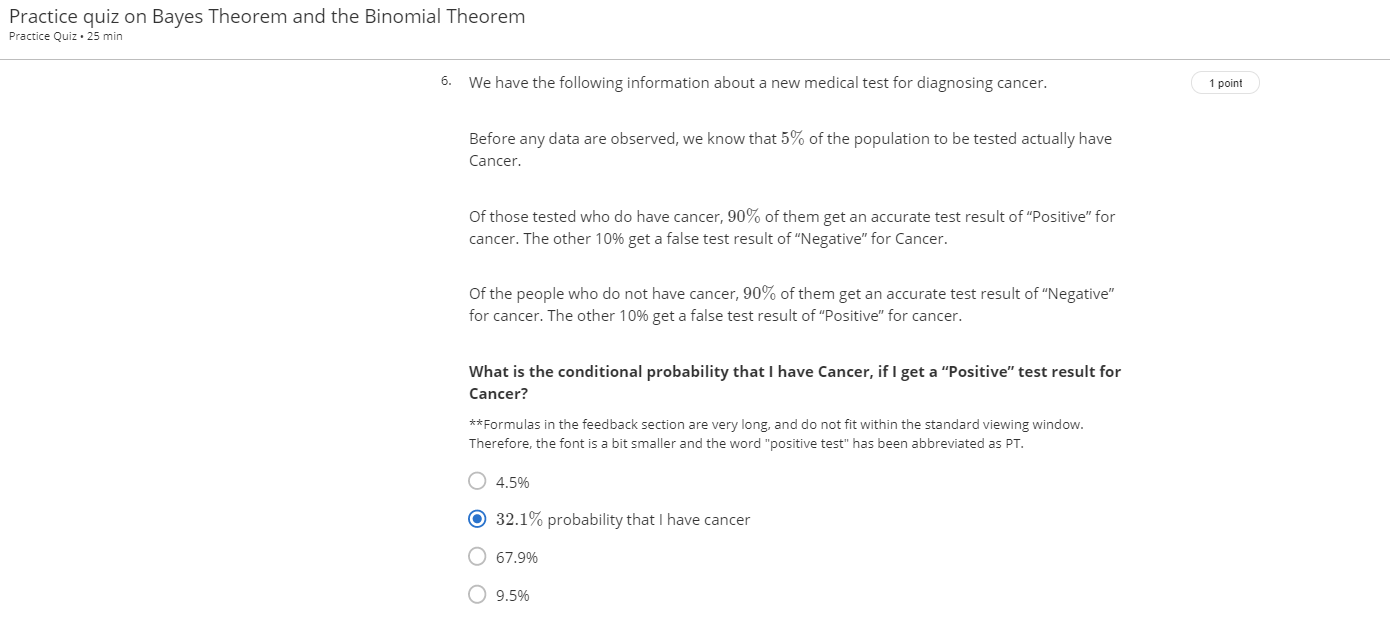 Practice quiz on Bayes Theorem and the Binomial Theorem
Practice Quiz • 25 min
6. We have the following information about a new medical test for diagnosing cancer.
1 point
Before any data are observed, we know that 5% of the population to be tested actually have
Cancer.
Of those tested who do have cancer, 90% of them get an accurate test result of “Positive” for
cancer. The other 10% get a false test result of “Negative” for Cancer.
Of the people who do not have cancer, 90% of them get an accurate test result of “Negative”
for cancer. The other 10% get a false test result of “Positive” for cancer.
What is the conditional probability that I have Cancer, if I get a “Positive” test result for
Cancer?
**Formulas in the feedback section are very long, and do not fit within the standard viewing window.
Therefore, the font is a bit smaller and the word "positive test" has been abbreviated as PT.
4.5%
32.1% probability that I have cancer
67.9%
9.5%